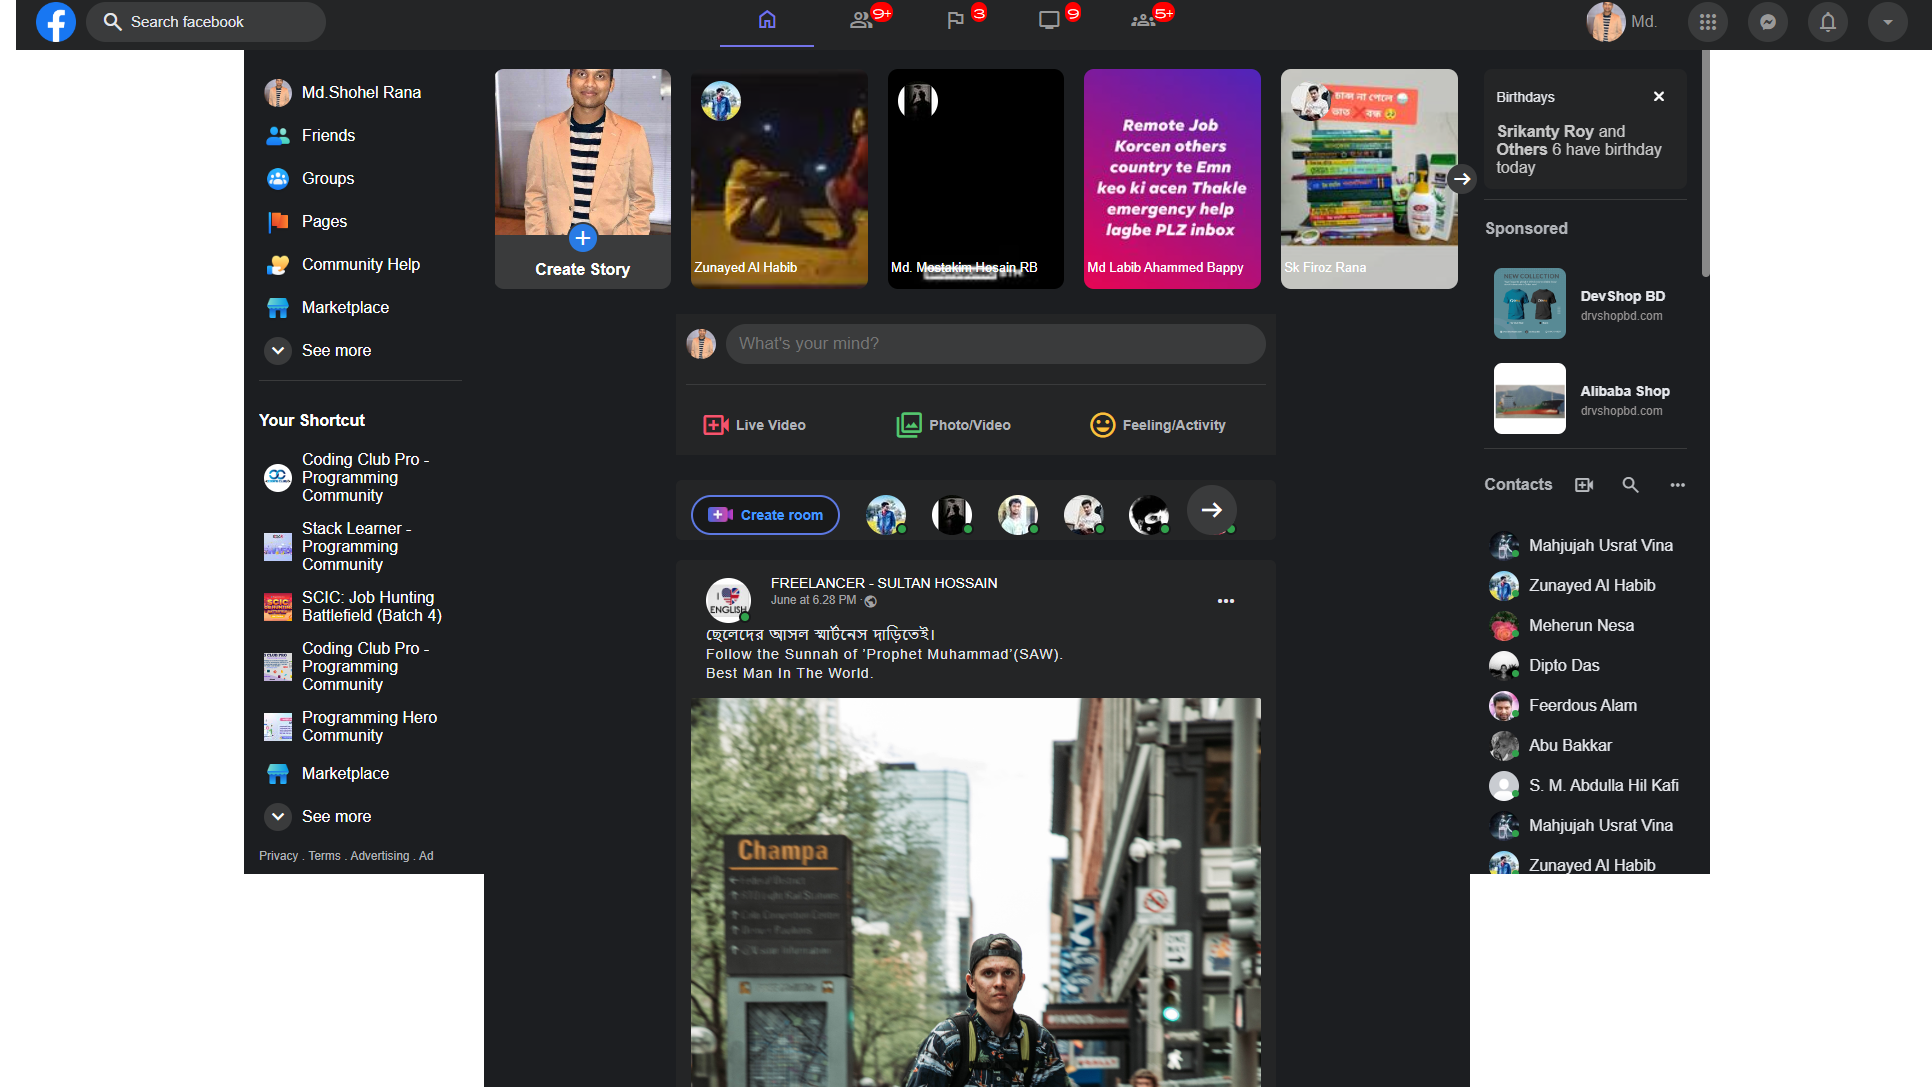 Search facebook
9+
3
9
5+
Md.
Md.Shohel Rana
Friends
Groups
Pages
Community Help
Marketplace
See more
Your Shortcut
Coding Club Pro -
Programming
Community
Stack Learner -
Programming
Community
SCIC: Job Hunting
Battlefield (Batch 4)
Coding Club Pro -
Programming
Community
Programming Hero
Community
Marketplace
See more
Privacy . Terms . Advertising . Ad
Create Story
Zunayed Al Habib
Md. Mostakim Hosain RB
Remote Job
Korcen others
country te Emn
keo ki acen Thakle
emergency help
lagbe PLZ inbox
Md Labib Ahammed Bappy
চান্স না পেলে
ভাত ❌বন্ধ
Sk Firoz Rana
What's your mind?
Live Video
Photo/Video
Feeling/Activity
Create room
I
ENGLISH
FREELANCER - SULTAN HOSSAIN
June at 6.28 PM ·
ছেলেদের আসল স্মার্টনেস দাড়িতেই।
Follow the Sunnah of 'Prophet Muhammad'(SAW).
Best Man In The World.
Champa
ONE
WAY
Birthdays
Srikanty Roy and
Others 6 have birthday
today
Sponsored
NEW COLLECTION
DevShop BD
drvshopbd.com
Alibaba Shop
drvshopbd.com
Contacts
Mahjujah Usrat Vina
Zunayed Al Habib
Meherun Nesa
Dipto Das
Feerdous Alam
Abu Bakkar
S. M. Abdulla Hil Kafi
Mahjujah Usrat Vina
Zunayed Al Habib